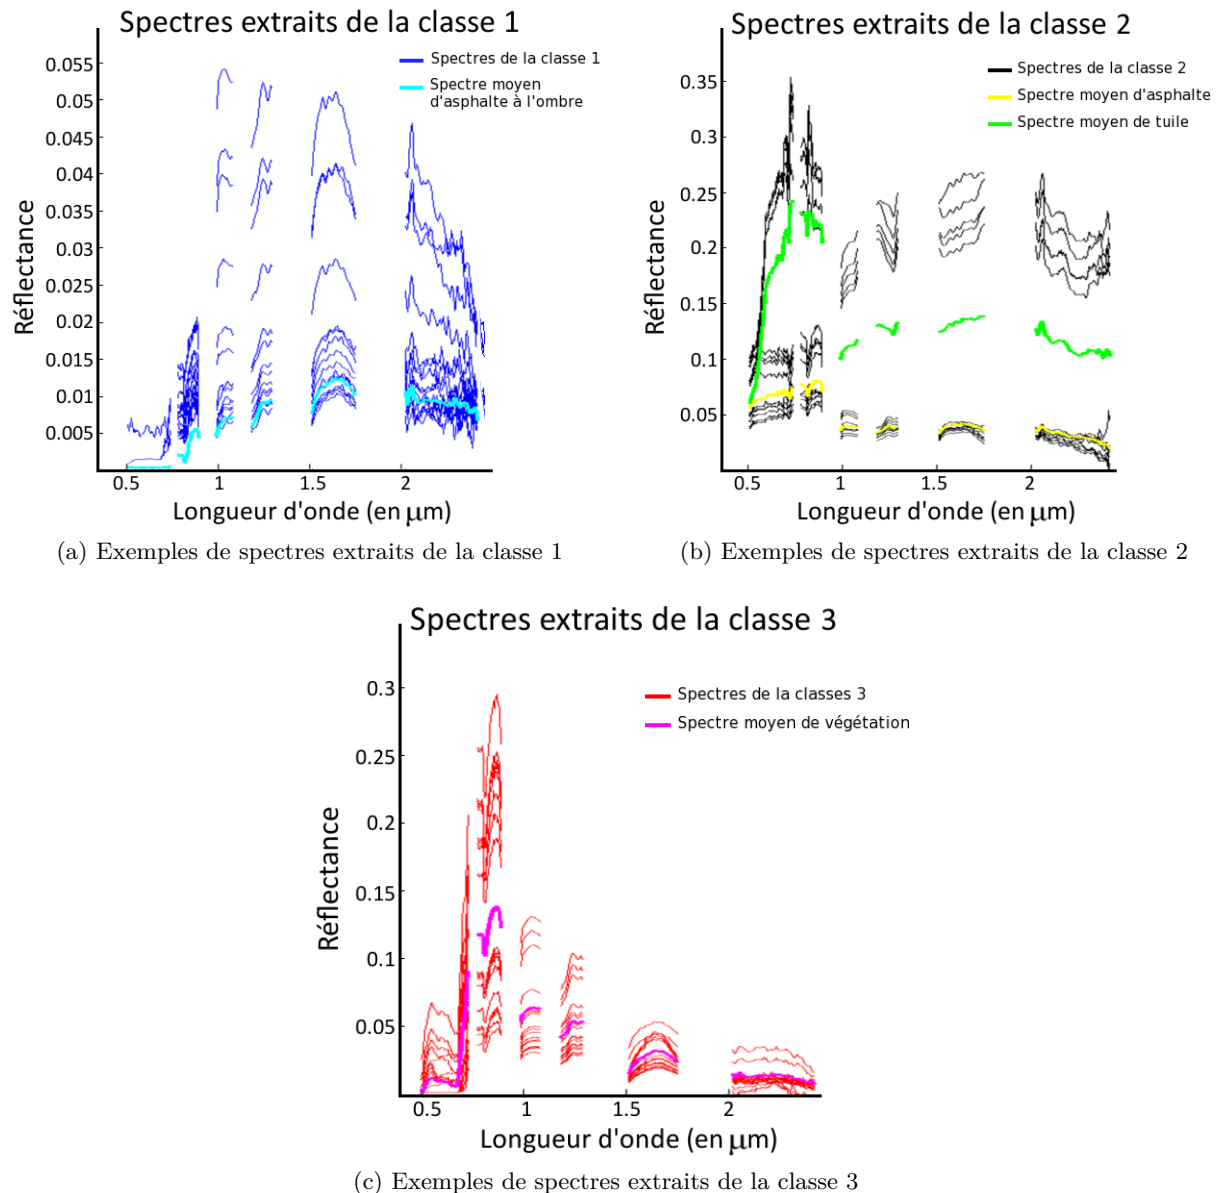 Spectres extraits de la classe 1
Spectres de la classe 1
Spectre moyen
d'asphalte à l'ombre
0.055
0.05
0.045
0.04
0.035
0.03
0.025
0.02
0.015
0.01
0.005
Réflectance
0.5
1
1.5
2
Longueur d'onde (en μm)
(a) Exemples de spectres extraits de la classe 1
Spectres extraits de la classe 2
Spectres de la classe 2
Spectre moyen d'asphalte
Spectre moyen de tuile
0.35
0.3
0.25
0.2
0.15
0.1
0.05
Réflectance
0.5
1
1.5
2
Longueur d'onde (en μm)
(b) Exemples de spectres extraits de la classe 2
Spectres extraits de la classe 3
Spectres de la classes 3
Spectre moyen de végétation
0.3
0.25
0.2
0.15
0.1
0.05
Réflectance
0.5
1
1.5
2
Longueur d'onde (en μm)
(c) Exemples de spectres extraits de la classe 3